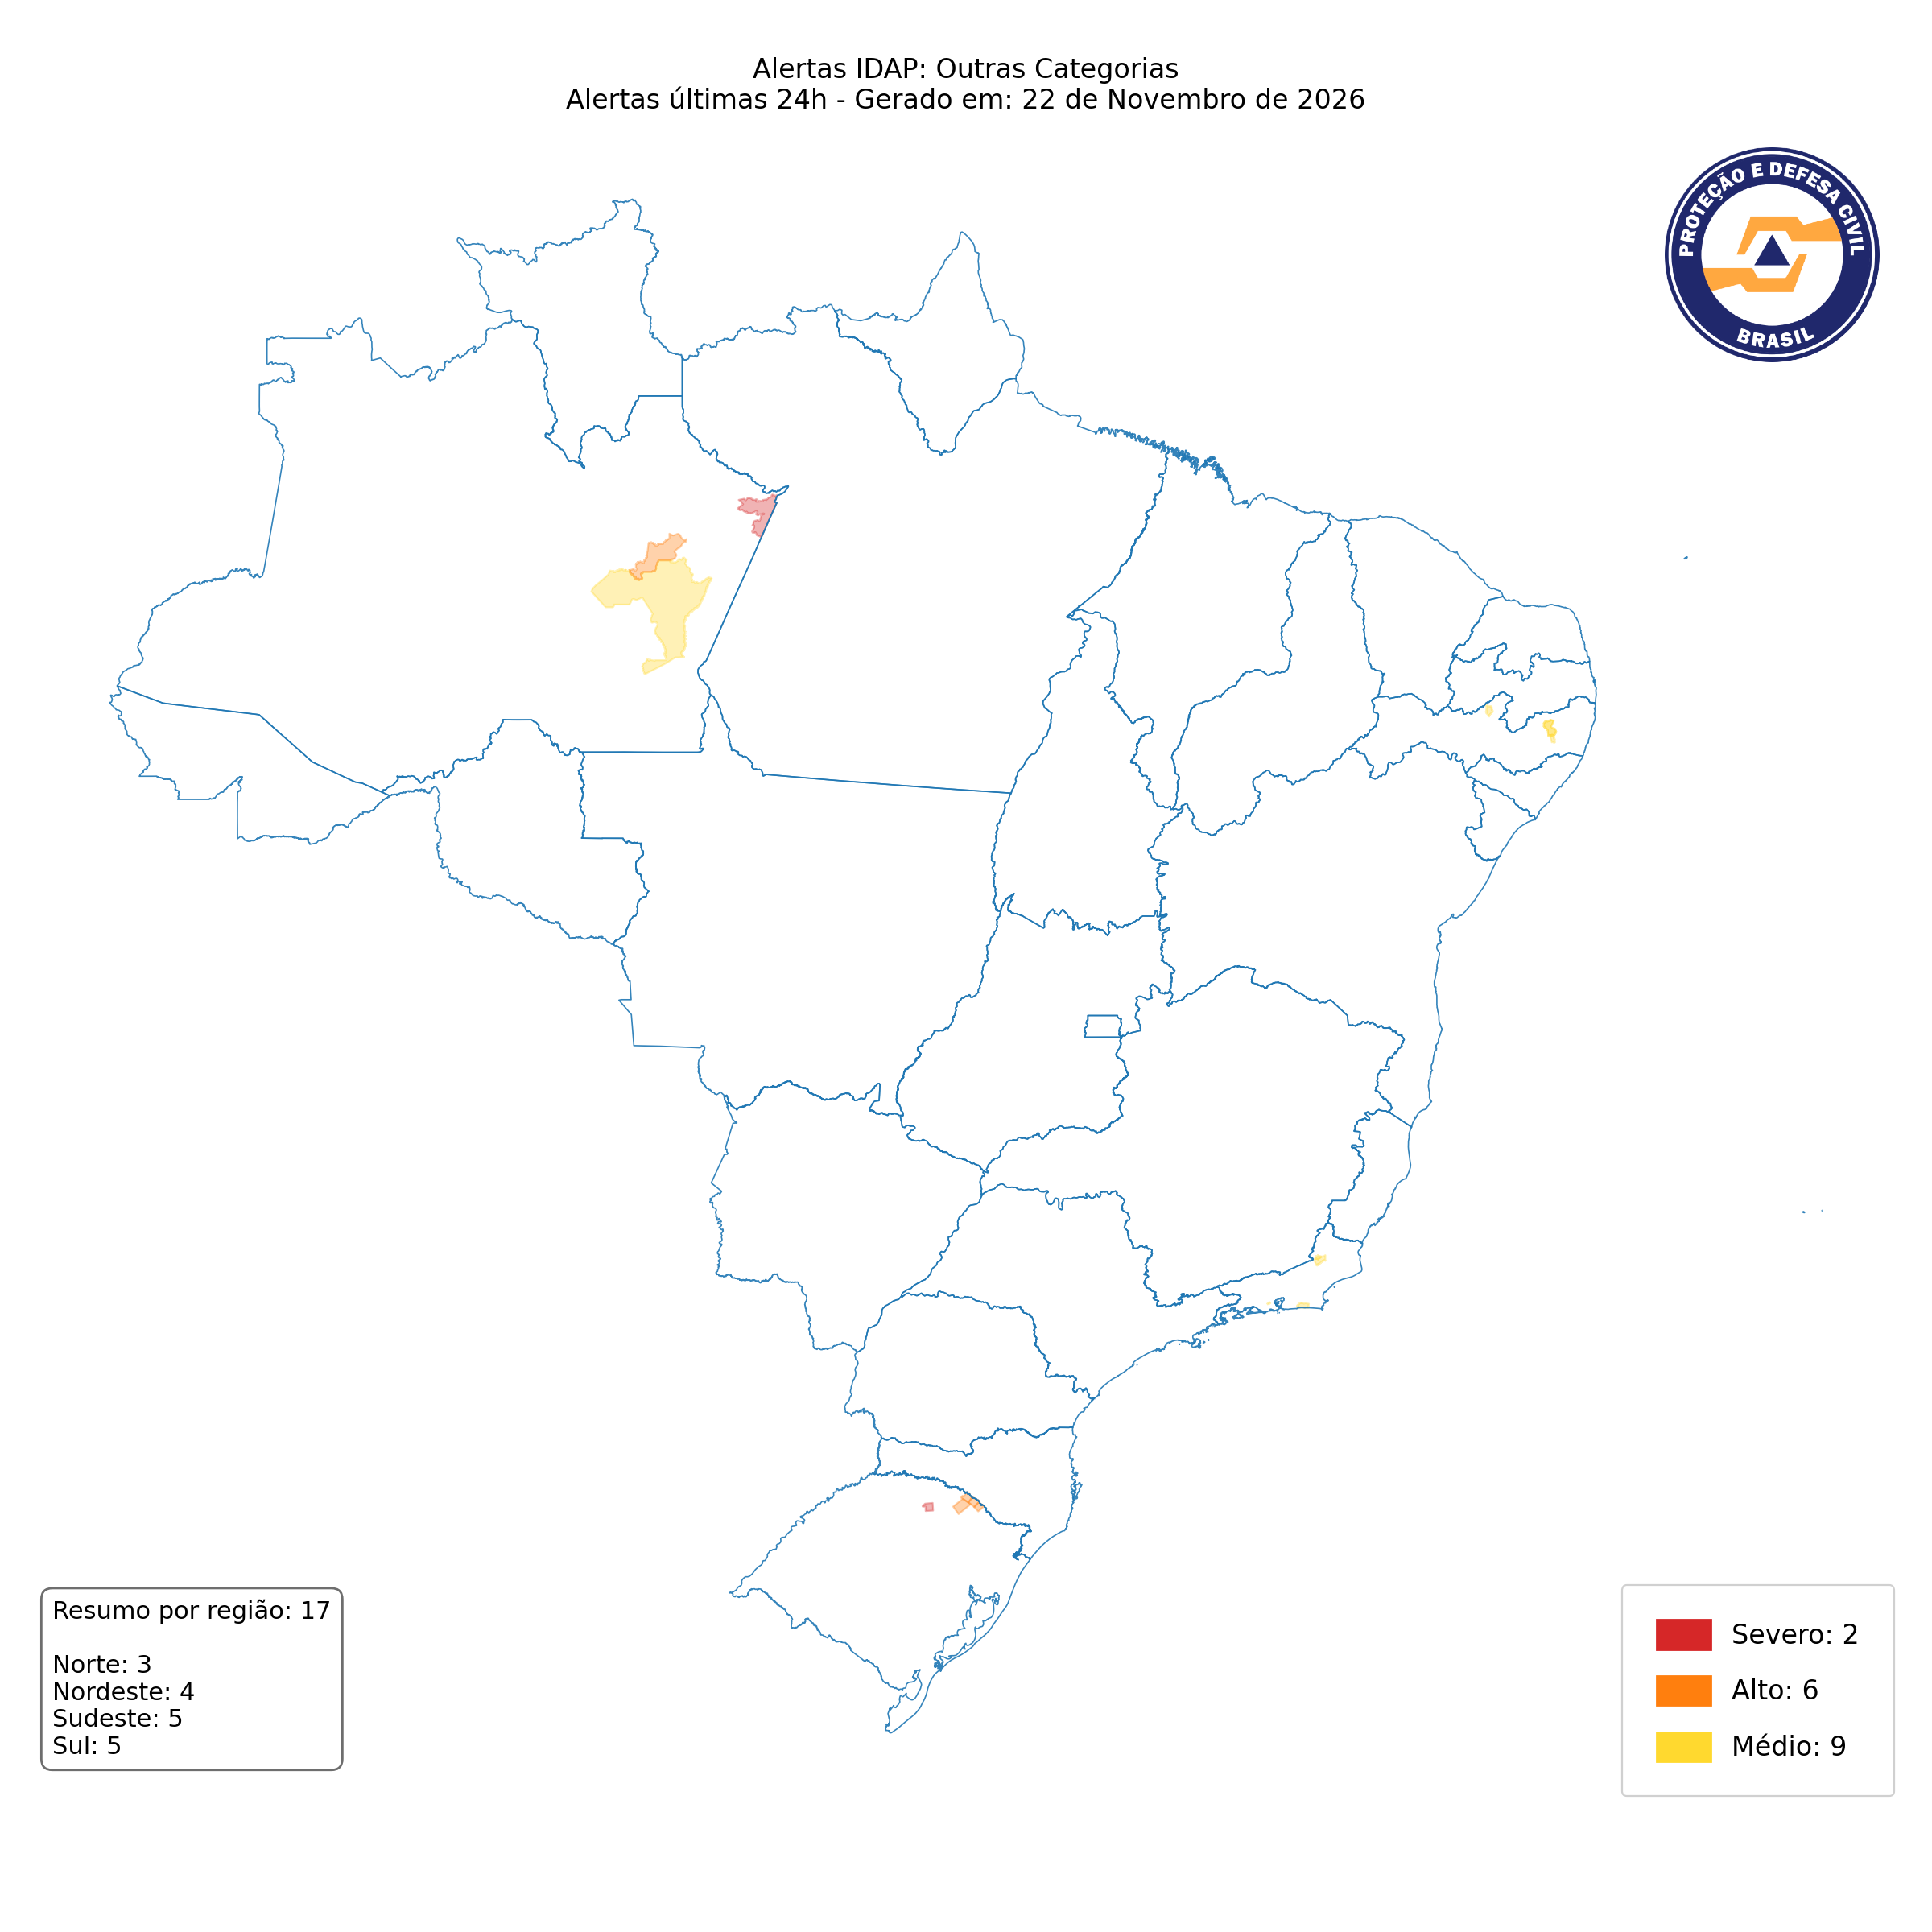 Alertas IDAP: Outras Categorias
Alertas últimas 24h - Gerado em: 22 de Novembro de 2026
PROTEÇÃO E DEFESA CIVIL
BRASIL
Resumo por região: 17
Norte: 3
Nordeste: 4
Sudeste: 5
Sul: 5
Severo: 2
Alto: 6
Médio: 9